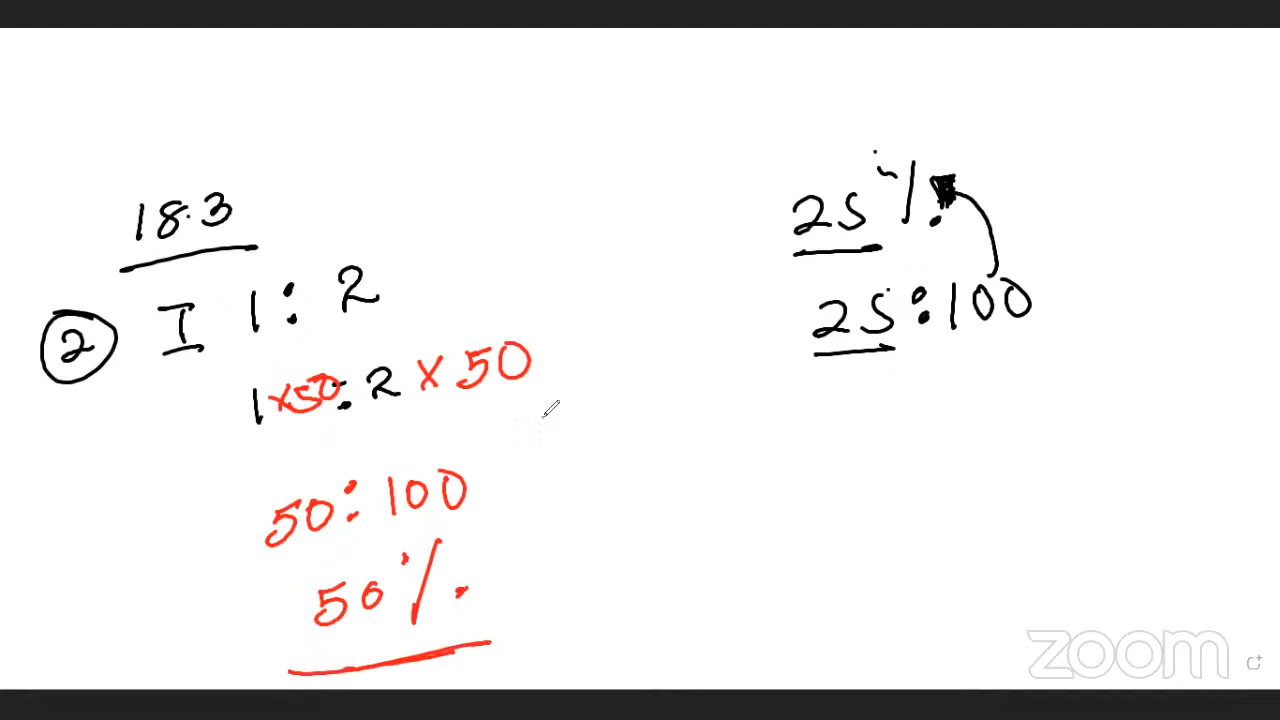 18.3
② I 1 : 2
1 × 50 : 2 × 50
50 : 100
50 %
25 %
25 : 100
zoom